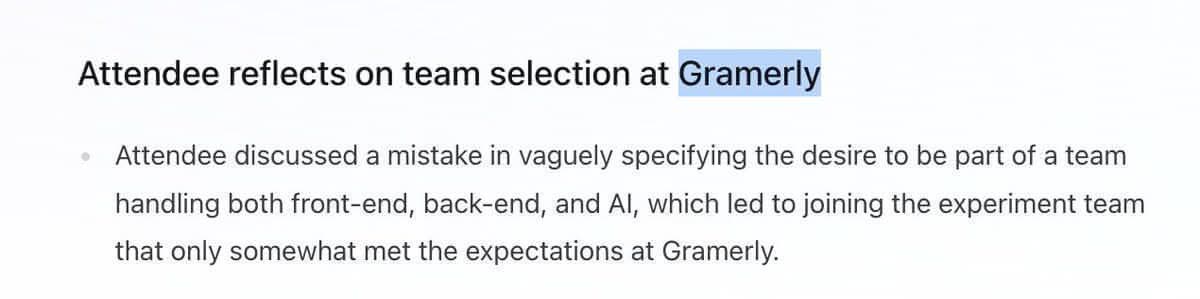 Attendee reflects on team selection at Gramerly
Attendee discussed a mistake in vaguely specifying the desire to be part of a team
handling both front-end, back-end, and AI, which led to joining the experiment team
that only somewhat met the expectations at Gramerly.